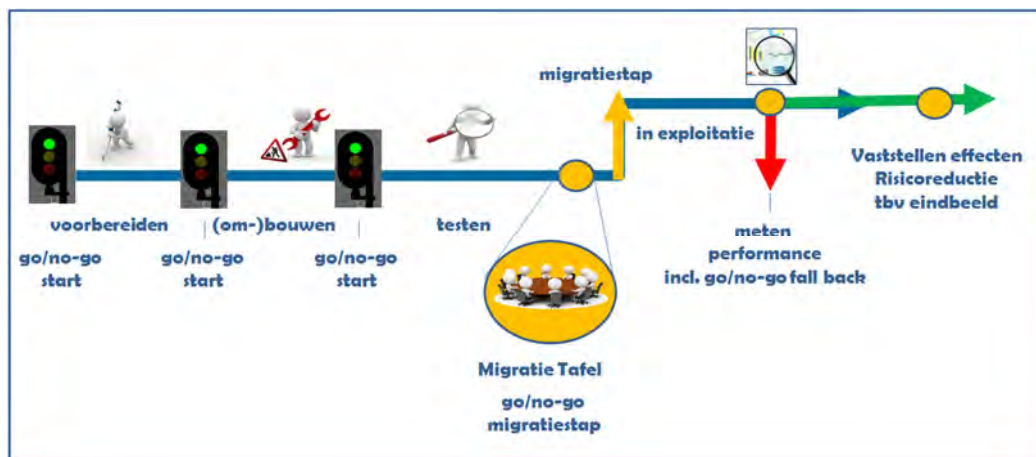 migratiestap
in exploitatie
voorbereiden
(om-)bouwen
testen
go/no-go
start
go/no-go
start
go/no-go
start
Migratie Tafel
go/no-go
migratiestap
meten
performance
incl. go/no-go fall back
Vaststellen effecten
Risicoreductie
tbv eindbeeld